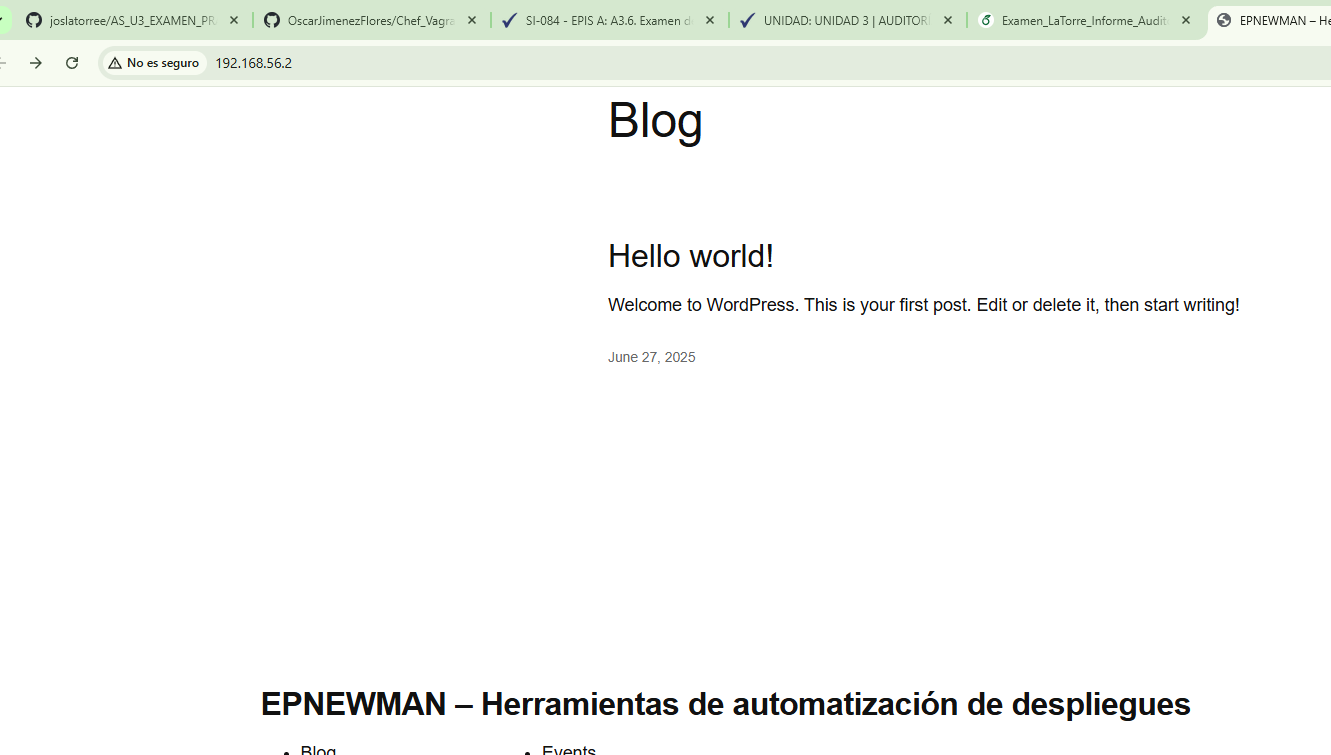 joslatorree/AS_U3_EXAMEN_PR
OscarJimenezFlores/Chef_Vagra
SI-084 - EPIS A: A3.6. Examen de
UNIDAD: UNIDAD 3 | AUDITORI
Examen_LaTorre_Informe_Audit
EPNEWMAN – He
No es seguro
192.168.56.2
Blog
Hello world!
Welcome to WordPress. This is your first post. Edit or delete it, then start writing!
June 27, 2025
EPNEWMAN – Herramientas de automatización de despliegues
Blog
Events